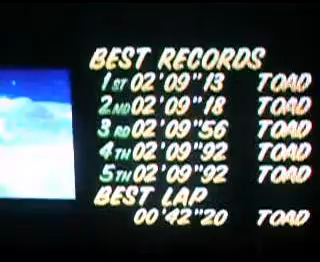 BEST RECORDS
1ST 02'09"13 TOAD
2ND 02'09"18 TOAD
3RD 02'09"56 TOAD
4TH 02'09"92 TOAD
5TH 02'09"92 TOAD
BEST LAP
00'42"20 TOAD